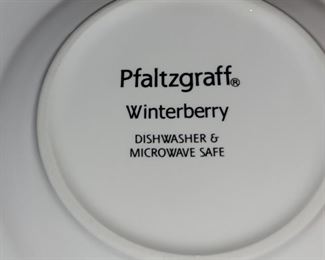 Pfaltzgraff®
Winterberry
DISHWASHER &
MICROWAVE SAFE